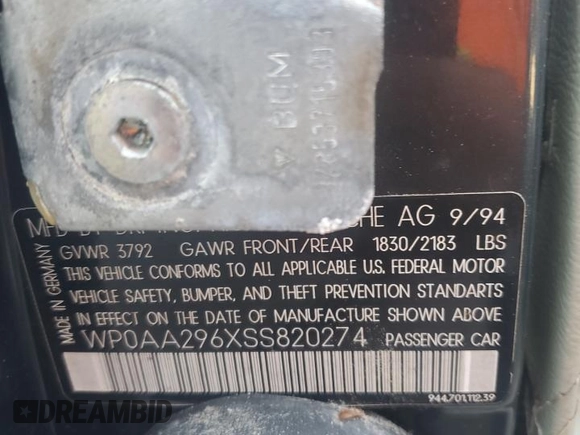 BQM
MFD BY DR.
CHE AG 9/94
GVWR 3792 GAWR FRONT/REAR 1830/2183 LBS
THIS VEHICLE CONFORMS TO ALL APPLICABLE U.S. FEDERAL MOTOR
VEHICLE SAFETY, BUMPER, AND THEFT PREVENTION STANDARTS
IN EFFECT ON THE DATE OF MANUFACTURE SHOWN ABOVE
WP0AA296XSS820274 PASSENGER CAR
MADE IN GERMANY
944.701.112.39
DREAMBID